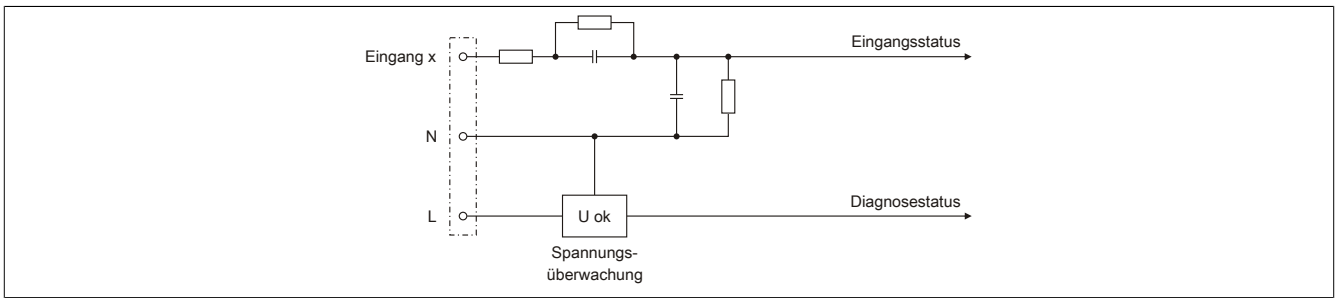 Eingang x
Eingangsstatus
N
L
U ok
Diagnosestatus
Spannungs-
überwachung